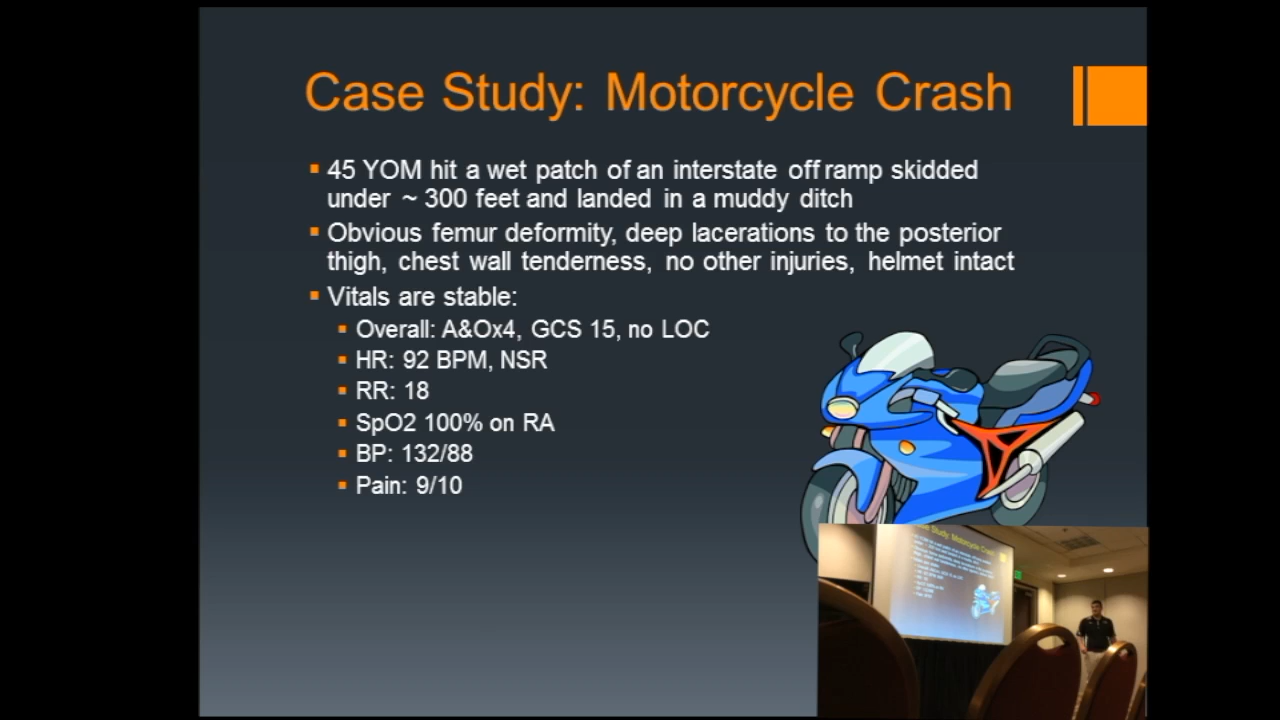 Case Study: Motorcycle Crash
45 YOM hit a wet patch of an interstate off ramp skidded
under ~ 300 feet and landed in a muddy ditch
Obvious femur deformity, deep lacerations to the posterior
thigh, chest wall tenderness, no other injuries, helmet intact
Vitals are stable:
Overall: A&Ox4, GCS 15, no LOC
HR: 92 BPM, NSR
RR: 18
SpO2 100% on RA
BP: 132/88
Pain: 9/10